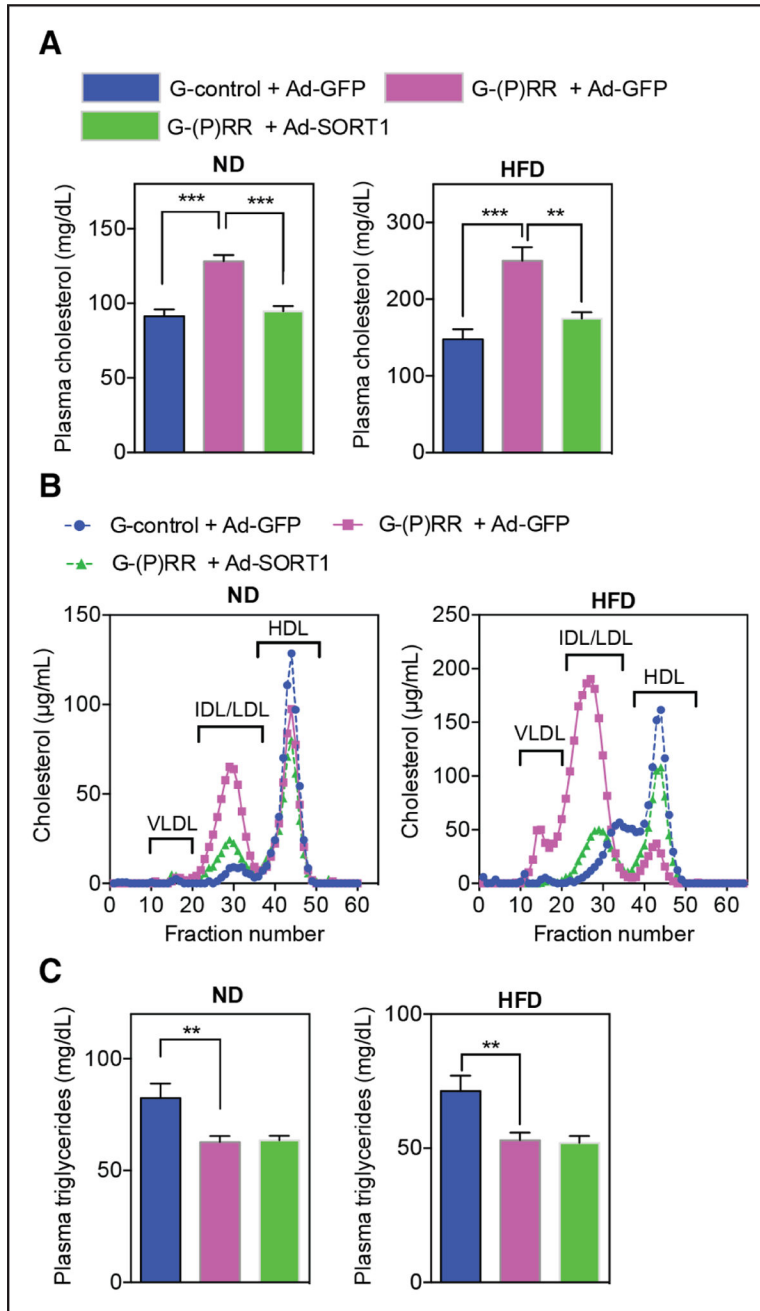 A
G-control + Ad-GFP
G-(P)RR + Ad-GFP
G-(P)RR + Ad-SORT1
ND
Plasma cholesterol (mg/dL)
150
100
50
0
***
***
HFD
Plasma cholesterol (mg/dL)
300
200
100
0
***
**
B
G-control + Ad-GFP
G-(P)RR + Ad-GFP
G-(P)RR + Ad-SORT1
ND
Cholesterol (µg/mL)
150
100
50
0
VLDL
IDL/LDL
HDL
0 10 20 30 40 50 60
Fraction number
HFD
Cholesterol (µg/mL)
250
200
150
100
50
0
VLDL
IDL/LDL
HDL
0 10 20 30 40 50 60
Fraction number
C
ND
Plasma triglycerides (mg/dL)
100
50
0
**
HFD
Plasma triglycerides (mg/dL)
100
50
0
**